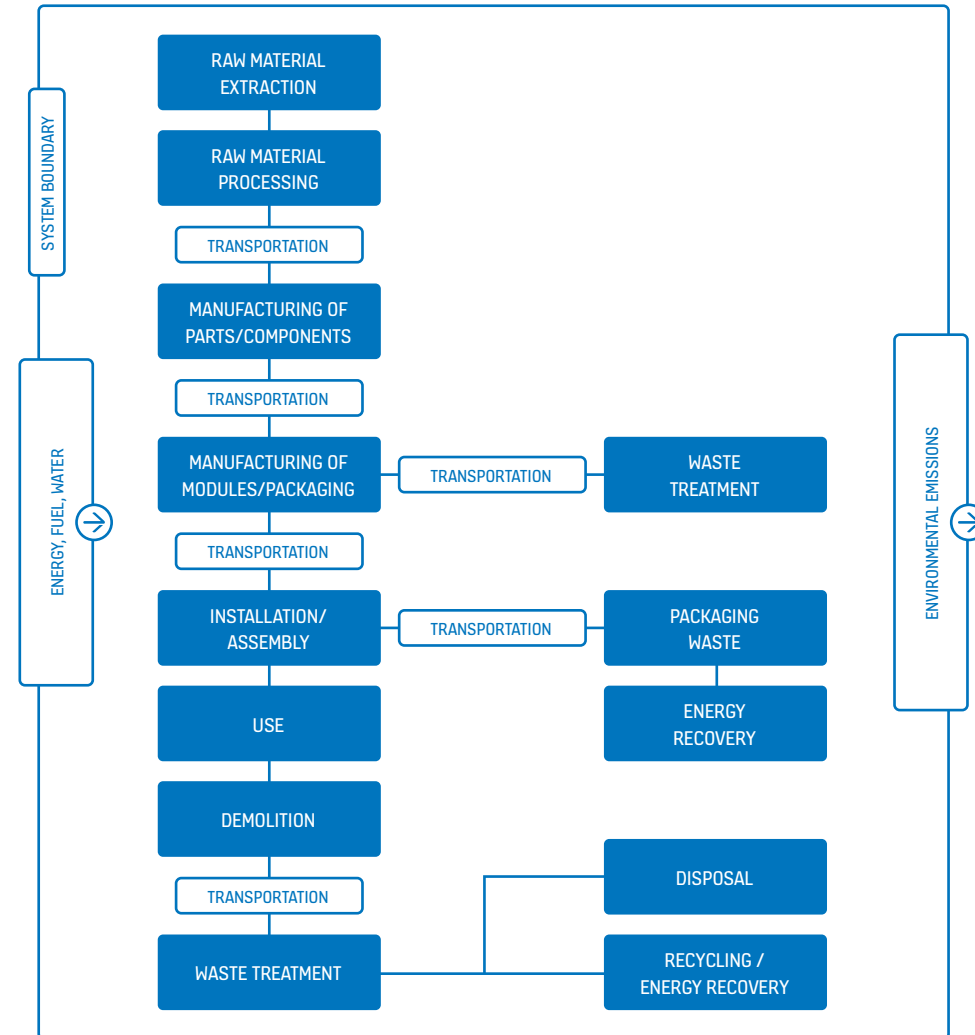 RAW MATERIAL
EXTRACTION
SYSTEM BOUNDARY
RAW MATERIAL
PROCESSING
TRANSPORTATION
MANUFACTURING OF
PARTS/COMPONENTS
TRANSPORTATION
ENERGY, FUEL, WATER
MANUFACTURING OF
MODULES/PACKAGING
TRANSPORTATION
WASTE
TREATMENT
ENVIRONMENTAL EMISSIONS
TRANSPORTATION
INSTALLATION/
ASSEMBLY
TRANSPORTATION
PACKAGING
WASTE
USE
ENERGY
RECOVERY
DEMOLITION
TRANSPORTATION
DISPOSAL
WASTE TREATMENT
RECYCLING /
ENERGY RECOVERY